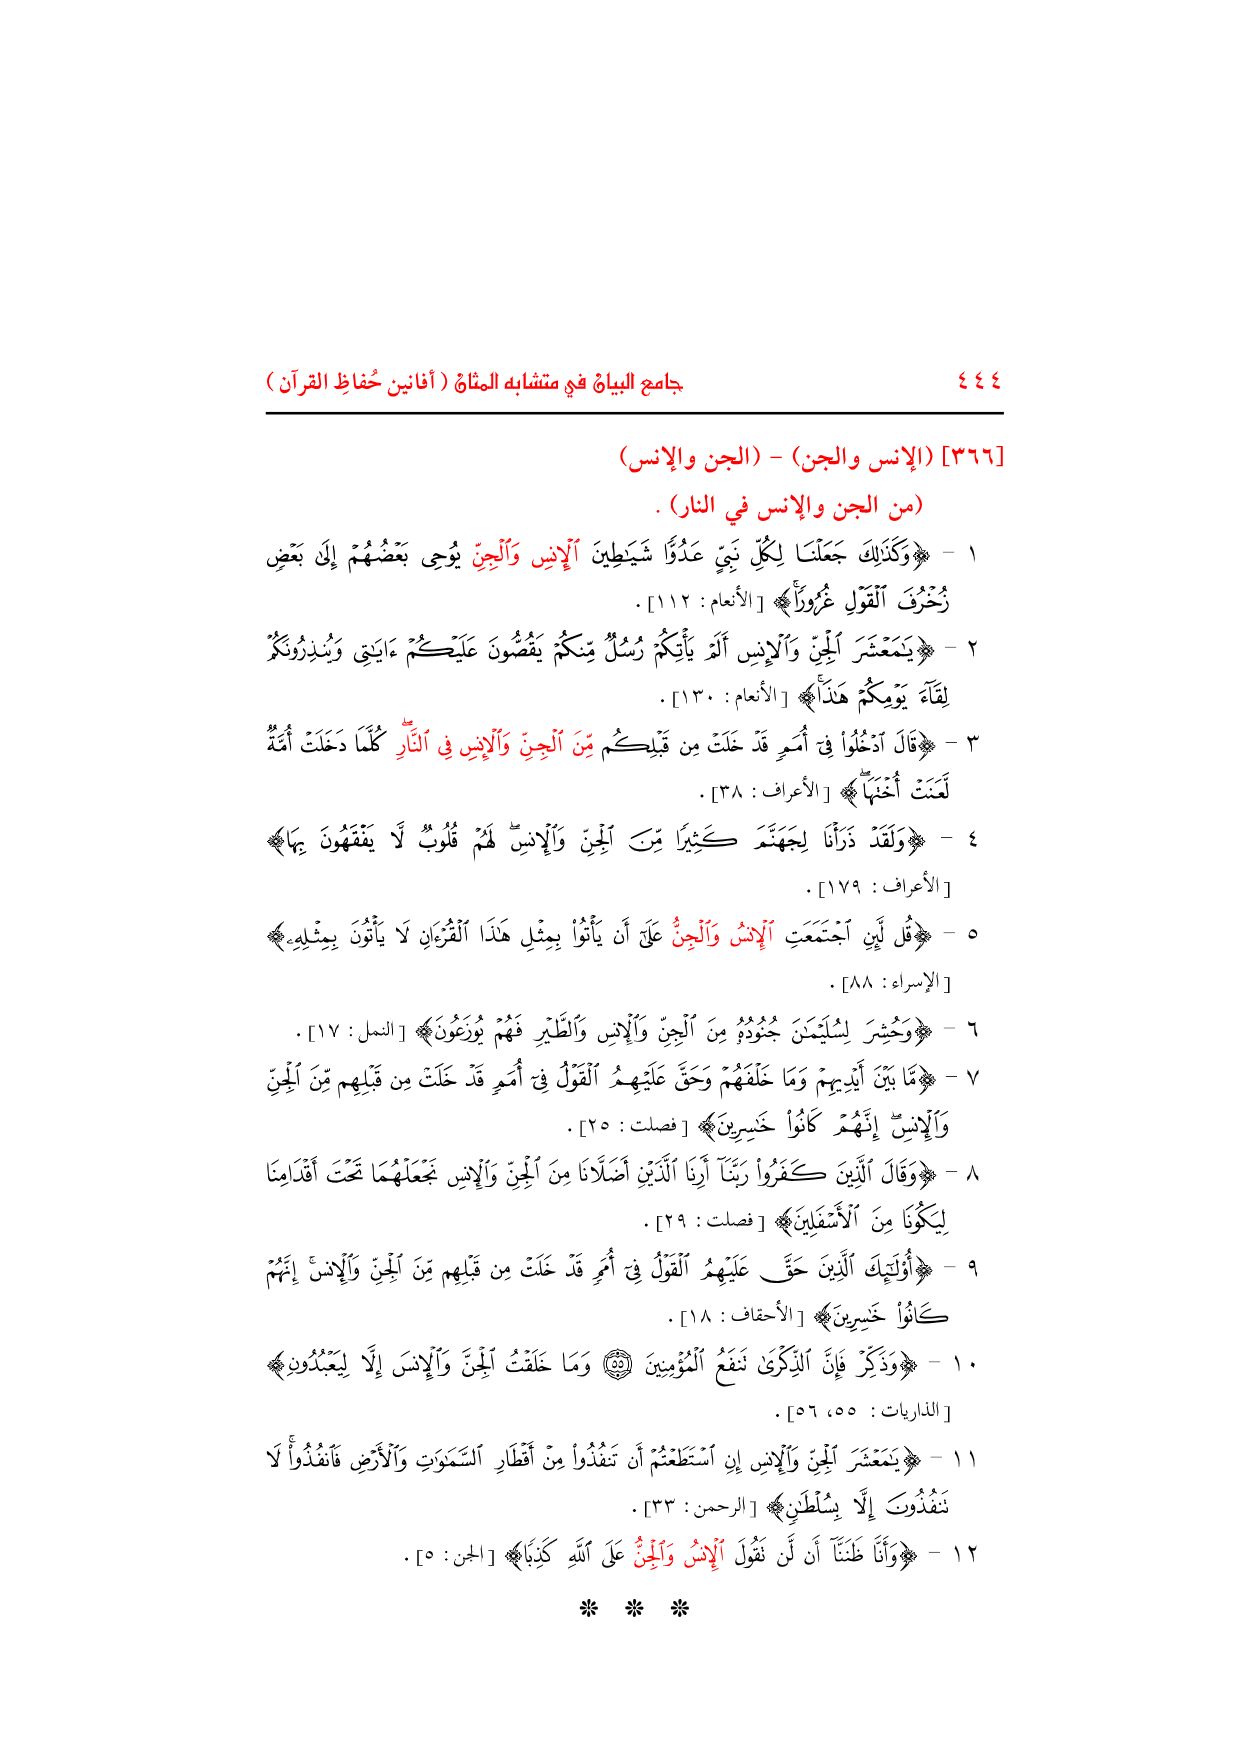 ٤٤٤ جامع البيان في متشابه المثان ( أفانين حُفاظِ القرآن )
[٣٦٦] (الإنس والجن) - (الجن والإنس)
(من الجن والإنس في النار) .
١ - ﴿وَكَذَٰلِكَ جَعَلۡنَا لِكُلِّ نَبِيٍّ عَدُوّٗا شَيَٰطِينَ ٱلۡإِنسِ وَٱلۡجِنِّ يُوحِي بَعۡضُهُمۡ إِلَىٰ بَعۡضٖ
زُخۡرُفَ ٱلۡقَوۡلِ غُرُورٗاۚ﴾ [الأنعام: ١١٢].
٢ - ﴿يَٰمَعۡشَرَ ٱلۡجِنِّ وَٱلۡإِنسِ أَلَمۡ يَأۡتِكُمۡ رُسُلٞ مِّنكُمۡ يَقُصُّونَ عَلَيۡكُمۡ ءَايَٰتِي وَيُنذِرُونَكُمۡ
لِقَآءَ يَوۡمِكُمۡ هَٰذَاۚ﴾ [الأنعام: ١٣٠].
٣ - ﴿قَالَ ٱدۡخُلُواْ فِيٓ أُمَمٖ قَدۡ خَلَتۡ مِن قَبۡلِكُم مِّنَ ٱلۡجِنِّ وَٱلۡإِنسِ فِي ٱلنَّارِۖ كُلَّمَا دَخَلَتۡ أُمَّةٞ
لَّعَنَتۡ أُخۡتَهَاۖ﴾ [الأعراف: ٣٨].
٤ - ﴿وَلَقَدۡ ذَرَأۡنَا لِجَهَنَّمَ كَثِيرٗا مِّنَ ٱلۡجِنِّ وَٱلۡإِنسِۖ لَهُمۡ قُلُوبٞ لَّا يَفۡقَهُونَ بِهَا﴾
[الأعراف: ١٧٩].
٥ - ﴿قُل لَّئِنِ ٱجۡتَمَعَتِ ٱلۡإِنسُ وَٱلۡجِنُّ عَلَىٰٓ أَن يَأۡتُواْ بِمِثۡلِ هَٰذَا ٱلۡقُرۡءَانِ لَا يَأۡتُونَ بِمِثۡلِهِۦ﴾
[الإسراء: ٨٨].
٦ - ﴿وَحُشِرَ لِسُلَيۡمَٰنَ جُنُودُهُۥ مِنَ ٱلۡجِنِّ وَٱلۡإِنسِ وَٱلطَّيۡرِ فَهُمۡ يُوزَعُونَ﴾ [النمل: ١٧].
٧ - ﴿مَّا بَيۡنَ أَيۡدِيهِمۡ وَمَا خَلۡفَهُمۡ وَحَقَّ عَلَيۡهِمُ ٱلۡقَوۡلُ فِيٓ أُمَمٖ قَدۡ خَلَتۡ مِن قَبۡلِهِم مِّنَ ٱلۡجِنِّ
وَٱلۡإِنسِۖ إِنَّهُمۡ كَانُواْ خَٰسِرِينَ﴾ [فصلت: ٢٥].
٨ - ﴿وَقَالَ ٱلَّذِينَ كَفَرُواْ رَبَّنَآ أَرِنَا ٱلَّذَيۡنِ أَضَلَّانَا مِنَ ٱلۡجِنِّ وَٱلۡإِنسِ نَجۡعَلۡهُمَا تَحۡتَ أَقۡدَامِنَا
لِيَكُونَا مِنَ ٱلۡأَسۡفَلِينَ﴾ [فصلت: ٢٩].
٩ - ﴿أُوْلَٰٓئِكَ ٱلَّذِينَ حَقَّ عَلَيۡهِمُ ٱلۡقَوۡلُ فِيٓ أُمَمٖ قَدۡ خَلَتۡ مِن قَبۡلِهِم مِّنَ ٱلۡجِنِّ وَٱلۡإِنسِۚ إِنَّهُمۡ
كَانُواْ خَٰسِرِينَ﴾ [الأحقاف: ١٨].
١٠ - ﴿وَذَكِّرۡ فَإِنَّ ٱلذِّكۡرَىٰ تَنفَعُ ٱلۡمُؤۡمِنِينَ ٥٥ وَمَا خَلَقۡتُ ٱلۡجِنَّ وَٱلۡإِنسَ إِلَّا لِيَعۡبُدُونِ﴾
[الذاريات: ٥٥، ٥٦].
١١ - ﴿يَٰمَعۡشَرَ ٱلۡجِنِّ وَٱلۡإِنسِ إِنِ ٱسۡتَطَعۡتُمۡ أَن تَنفُذُواْ مِنۡ أَقۡطَارِ ٱلسَّمَٰوَٰتِ وَٱلۡأَرۡضِ فَٱنفُذُواْۚ لَا
تَنفُذُونَ إِلَّا بِسُلۡطَٰنٖ﴾ [الرحمن: ٣٣].
١٢ - ﴿وَأَنَّا ظَنَنَّآ أَن لَّن تَقُولَ ٱلۡإِنسُ وَٱلۡجِنُّ عَلَى ٱللَّهِ كَذِبٗا﴾ [الجن: ٥].